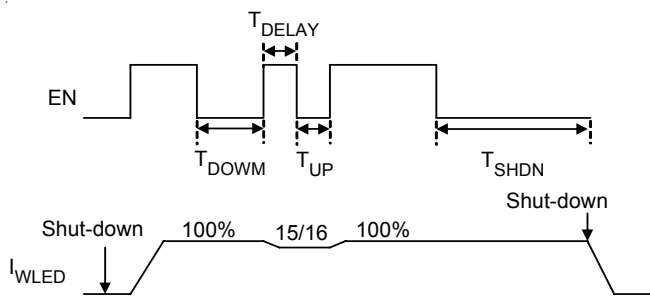 T_DELAY
EN
T_DOWM T_UP T_SHDN
Shut-down
Shut-down 100% 15/16 100%
I_WLED